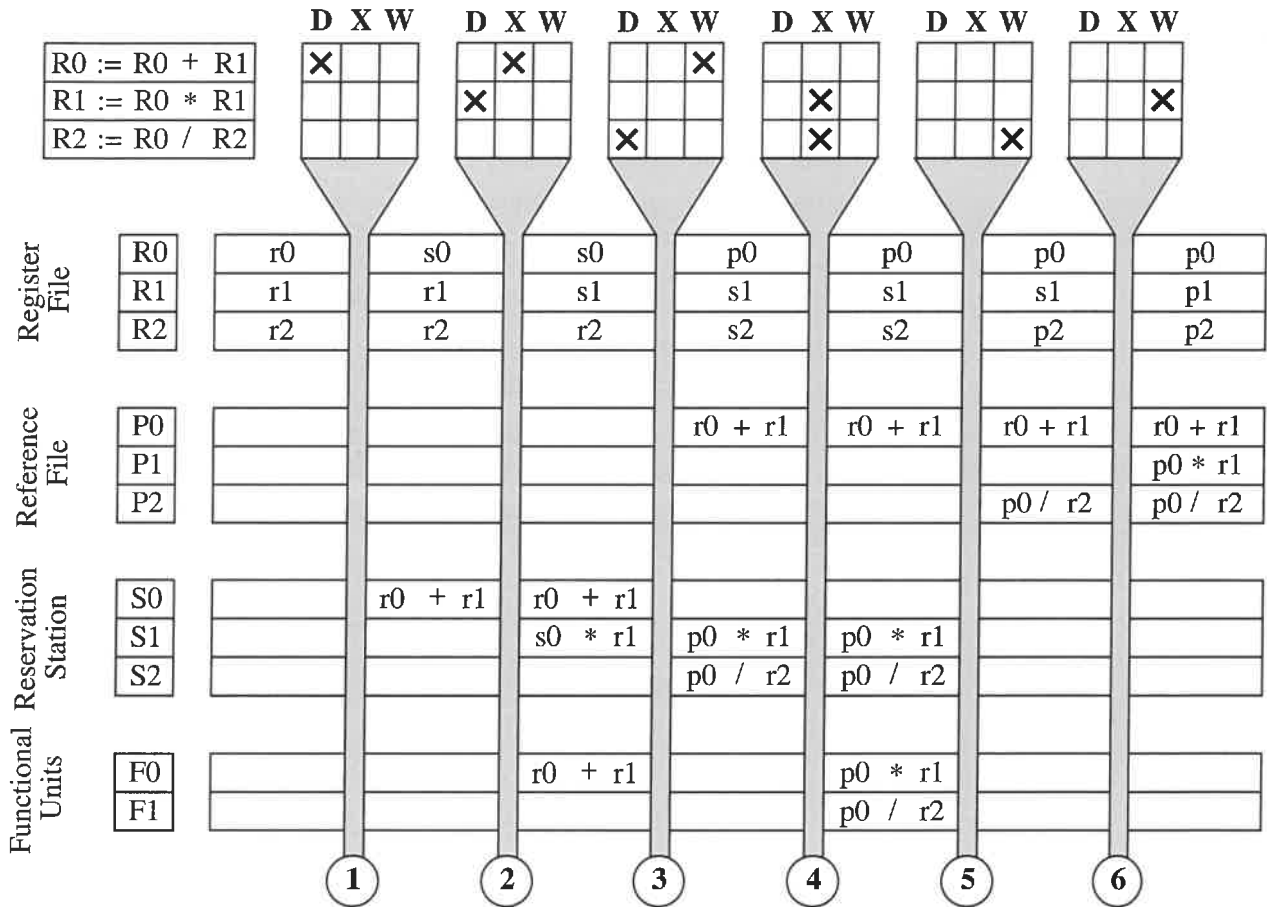 D X W D X W D X W D X W D X W D X W
R0 := R0 + R1
R1 := R0 * R1
R2 := R0 / R2
Register File
R0 r0 s0 s0 p0 p0 p0 p0
R1 r1 r1 s1 s1 s1 s1 p1
R2 r2 r2 r2 s2 s2 p2 p2
Reference File
P0 r0 + r1 r0 + r1 r0 + r1 r0 + r1
P1 p0 * r1
P2 p0 / r2 p0 / r2
Reservation Station
S0 r0 + r1 r0 + r1
S1 s0 * r1 p0 * r1 p0 * r1
S2 p0 / r2 p0 / r2
Functional Units
F0 r0 + r1 p0 * r1
F1 p0 / r2
1 2 3 4 5 6